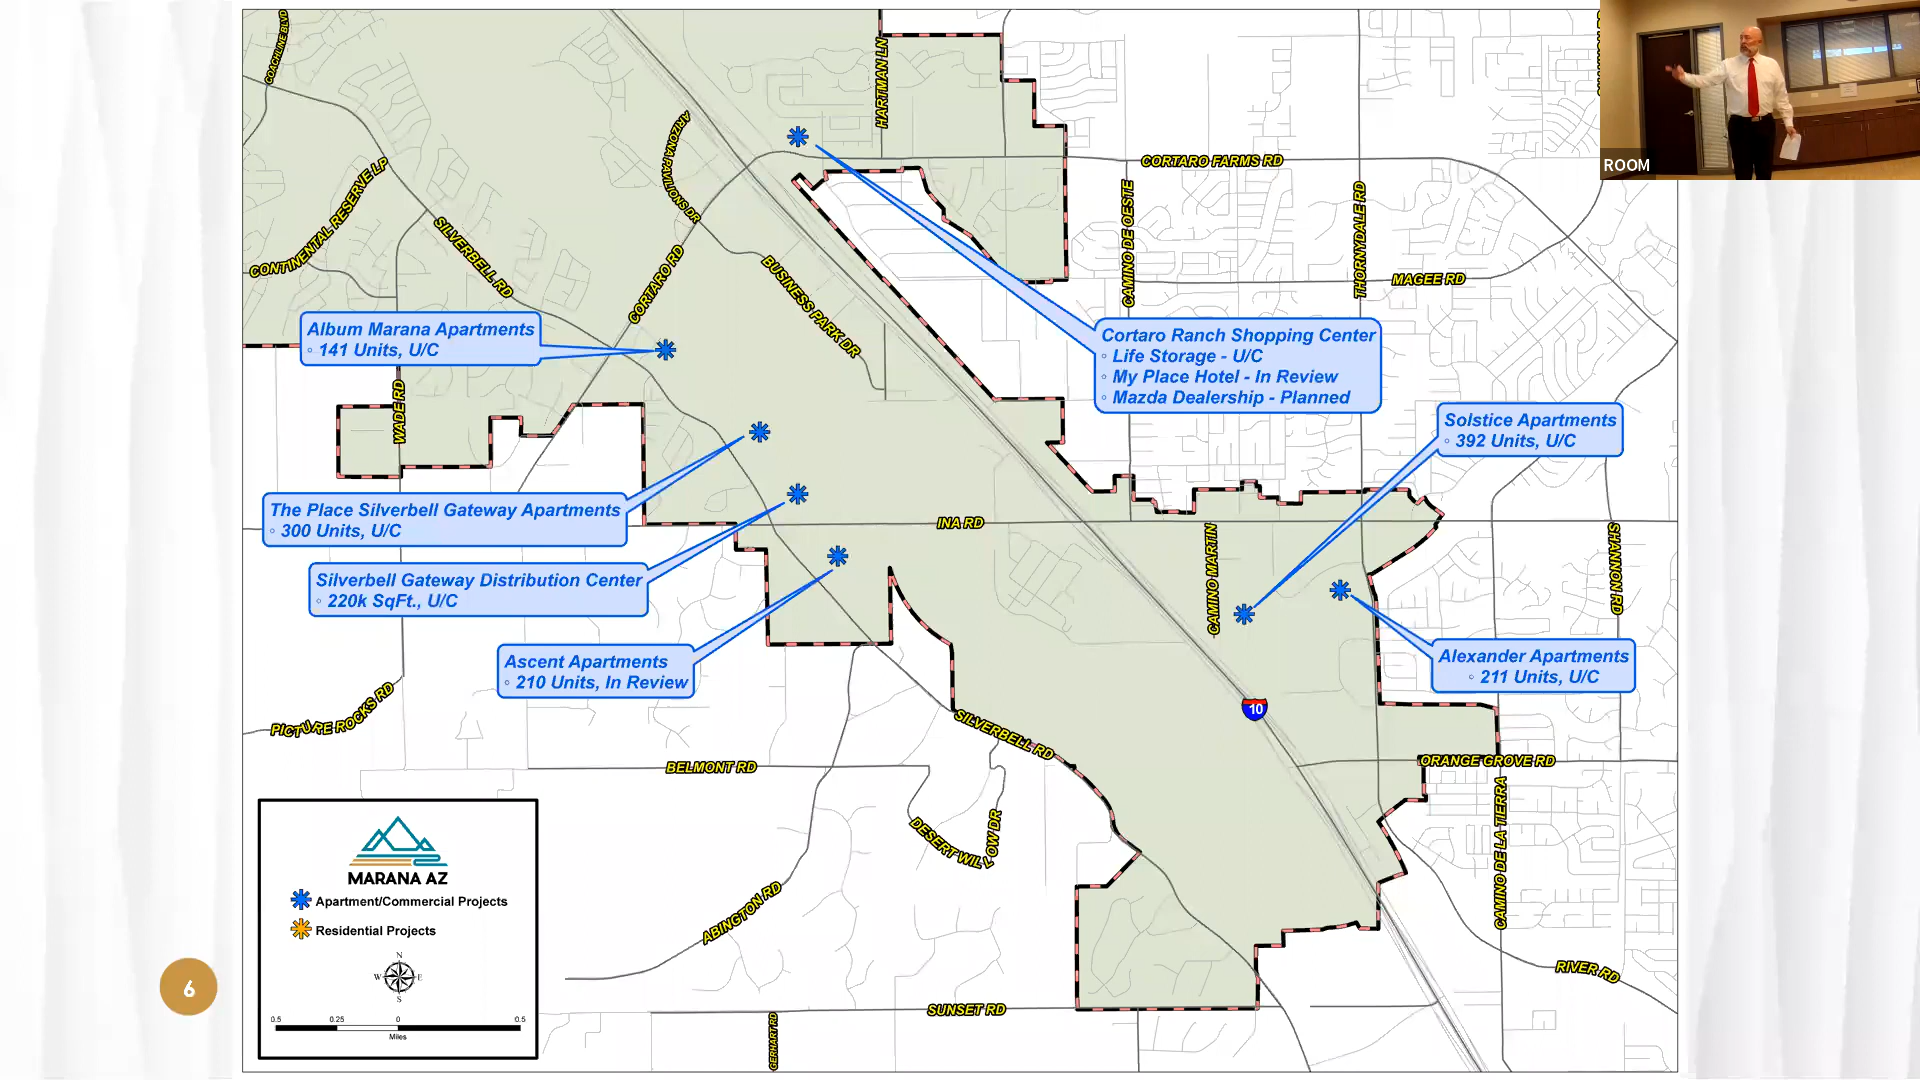 COACHLINE BLVD
HARTMAN LN
ROOM
ARIZONA PAVILIONS DR
CORTARO FARMS RD
CONTINENTAL RESERVE LP
SILVERBELL RD
CORTARO RD
BUSINESS PARK DR
CAMINO DE OESTE
THORNYDALE RD
MAGEE RD
Album Marana Apartments
◦ 141 Units, U/C
Cortaro Ranch Shopping Center
◦ Life Storage - U/C
◦ My Place Hotel - In Review
◦ Mazda Dealership - Planned
WADE RD
Solstice Apartments
◦ 392 Units, U/C
The Place Silverbell Gateway Apartments
◦ 300 Units, U/C
INA RD
CAMINO MARTIN
SHANNON RD
Silverbell Gateway Distribution Center
◦ 220k SqFt., U/C
Ascent Apartments
◦ 210 Units, In Review
Alexander Apartments
◦ 211 Units, U/C
PICTURE ROCKS RD
10
SILVERBELL RD
BELMONT RD
ORANGE GROVE RD
DESERT WILLOW DR
CAMINO DE LA TIERRA
ABINGTON RD
RIVER RD
SUNSET RD
GERHART RD
MARANA AZ
Apartment/Commercial Projects
Residential Projects
N
W E
S
0.5 0.25 0 0.5
Miles
6